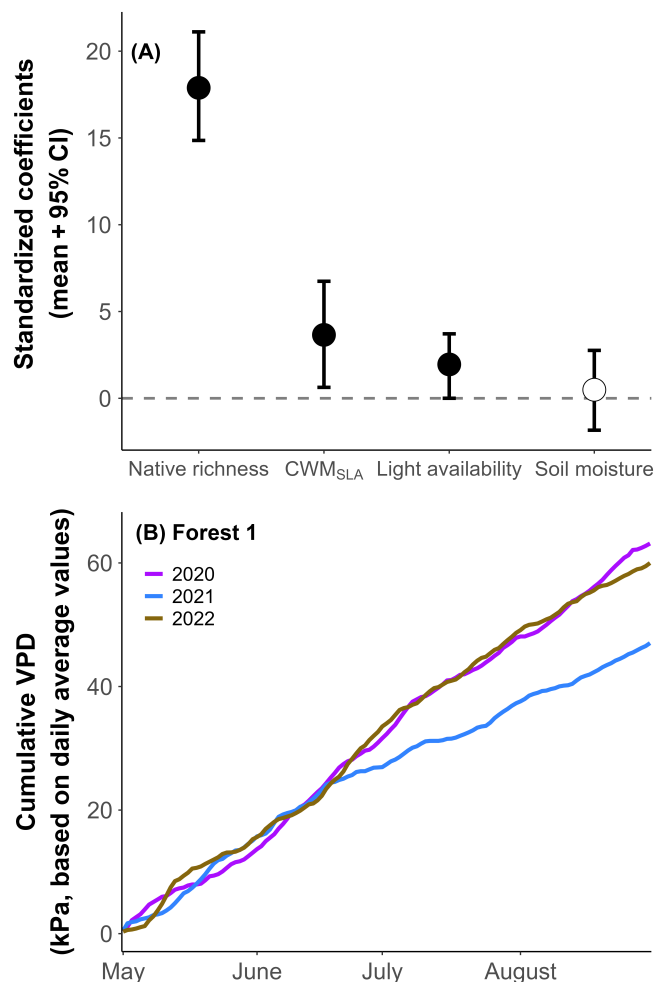 (A)
Standardized coefficients
(mean + 95% CI)
20
15
10
5
0
Native richness CWMSLA Light availability Soil moisture
(B) Forest 1
2020
2021
2022
Cumulative VPD
(kPa, based on daily average values)
60
40
20
0
May June July August